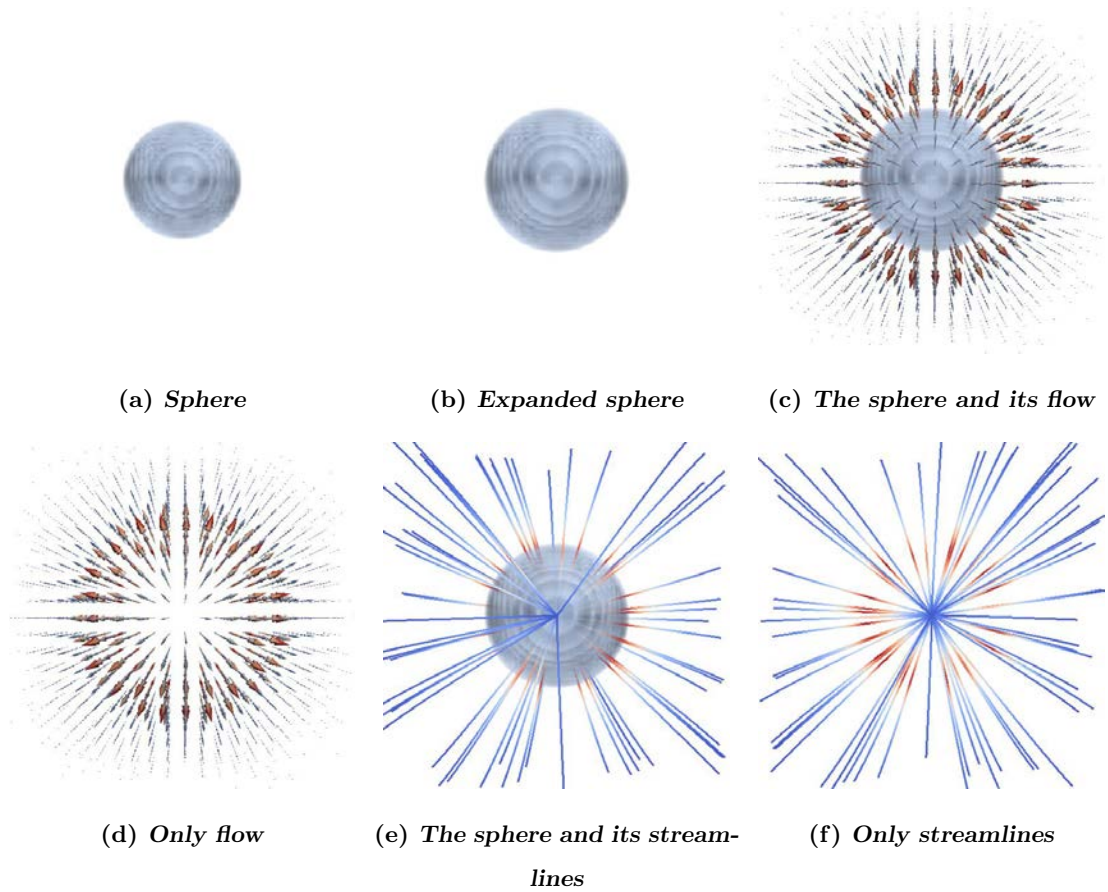 (a) Sphere
(b) Expanded sphere
(c) The sphere and its flow
(d) Only flow
(e) The sphere and its stream-
lines
(f) Only streamlines